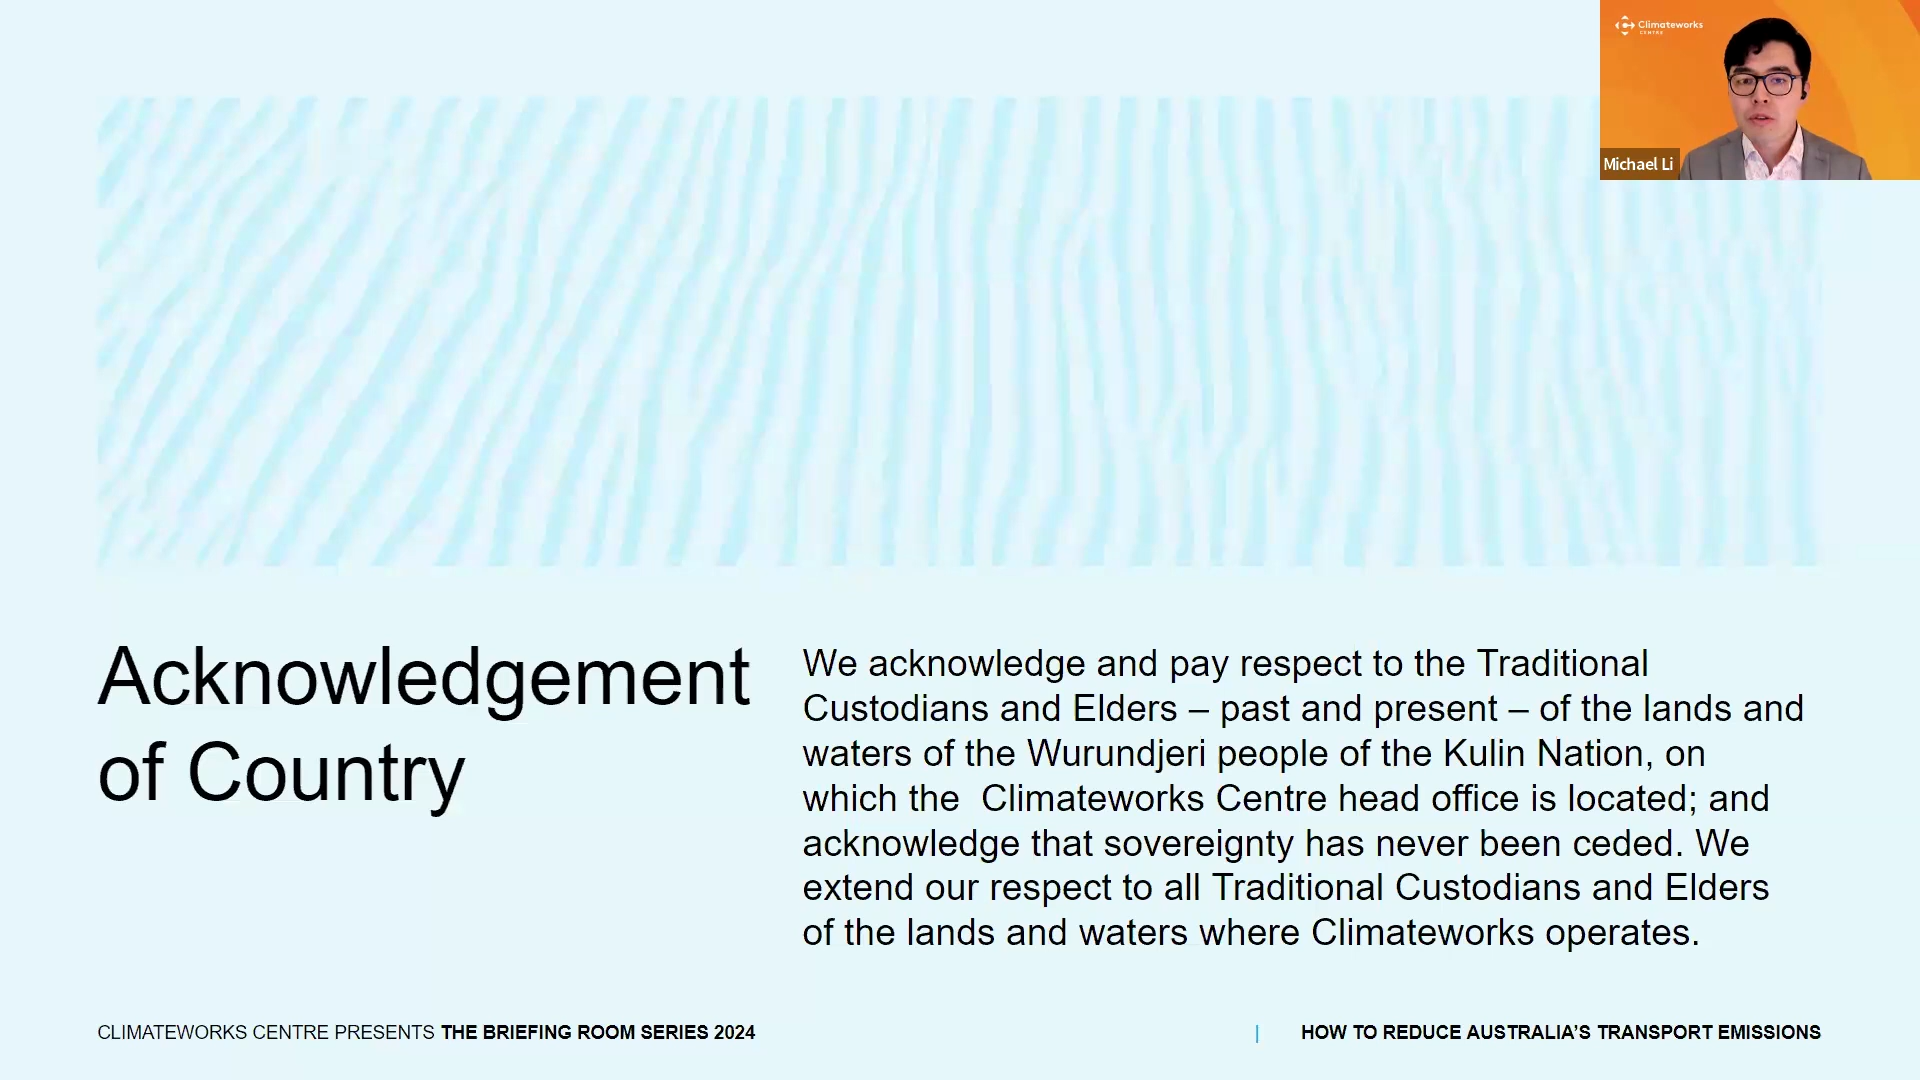 Climateworks
CENTRE
Michael Li
Acknowledgement
of Country
We acknowledge and pay respect to the Traditional
Custodians and Elders – past and present – of the lands and
waters of the Wurundjeri people of the Kulin Nation, on
which the  Climateworks Centre head office is located; and
acknowledge that sovereignty has never been ceded. We
extend our respect to all Traditional Custodians and Elders
of the lands and waters where Climateworks operates.
CLIMATEWORKS CENTRE PRESENTS THE BRIEFING ROOM SERIES 2024
| HOW TO REDUCE AUSTRALIA’S TRANSPORT EMISSIONS